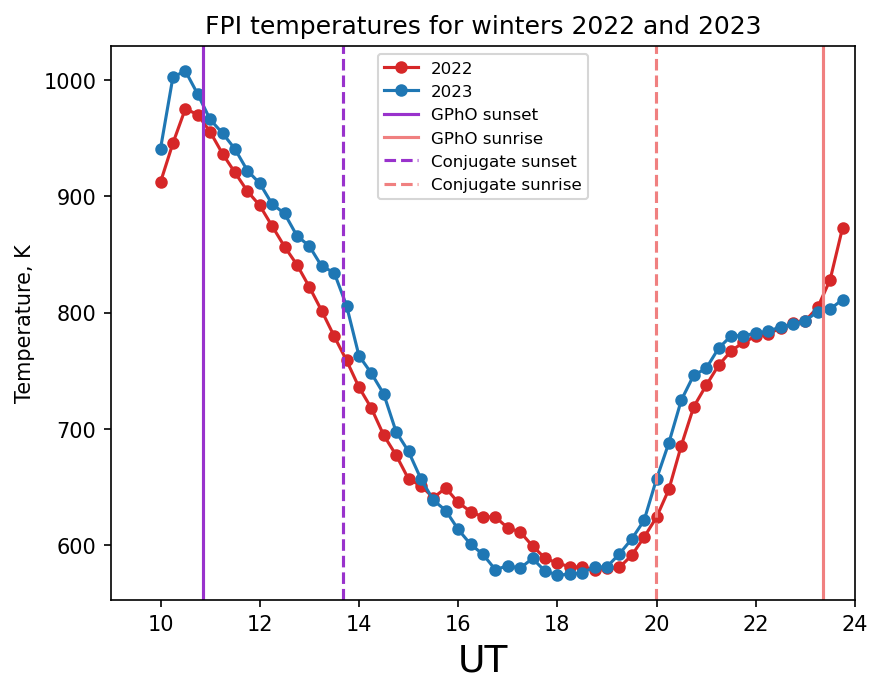 FPI temperatures for winters 2022 and 2023
2022
2023
GPhO sunset
GPhO sunrise
Conjugate sunset
Conjugate sunrise
Temperature, K
1000
900
800
700
600
10 12 14 16 18 20 22 24
UT